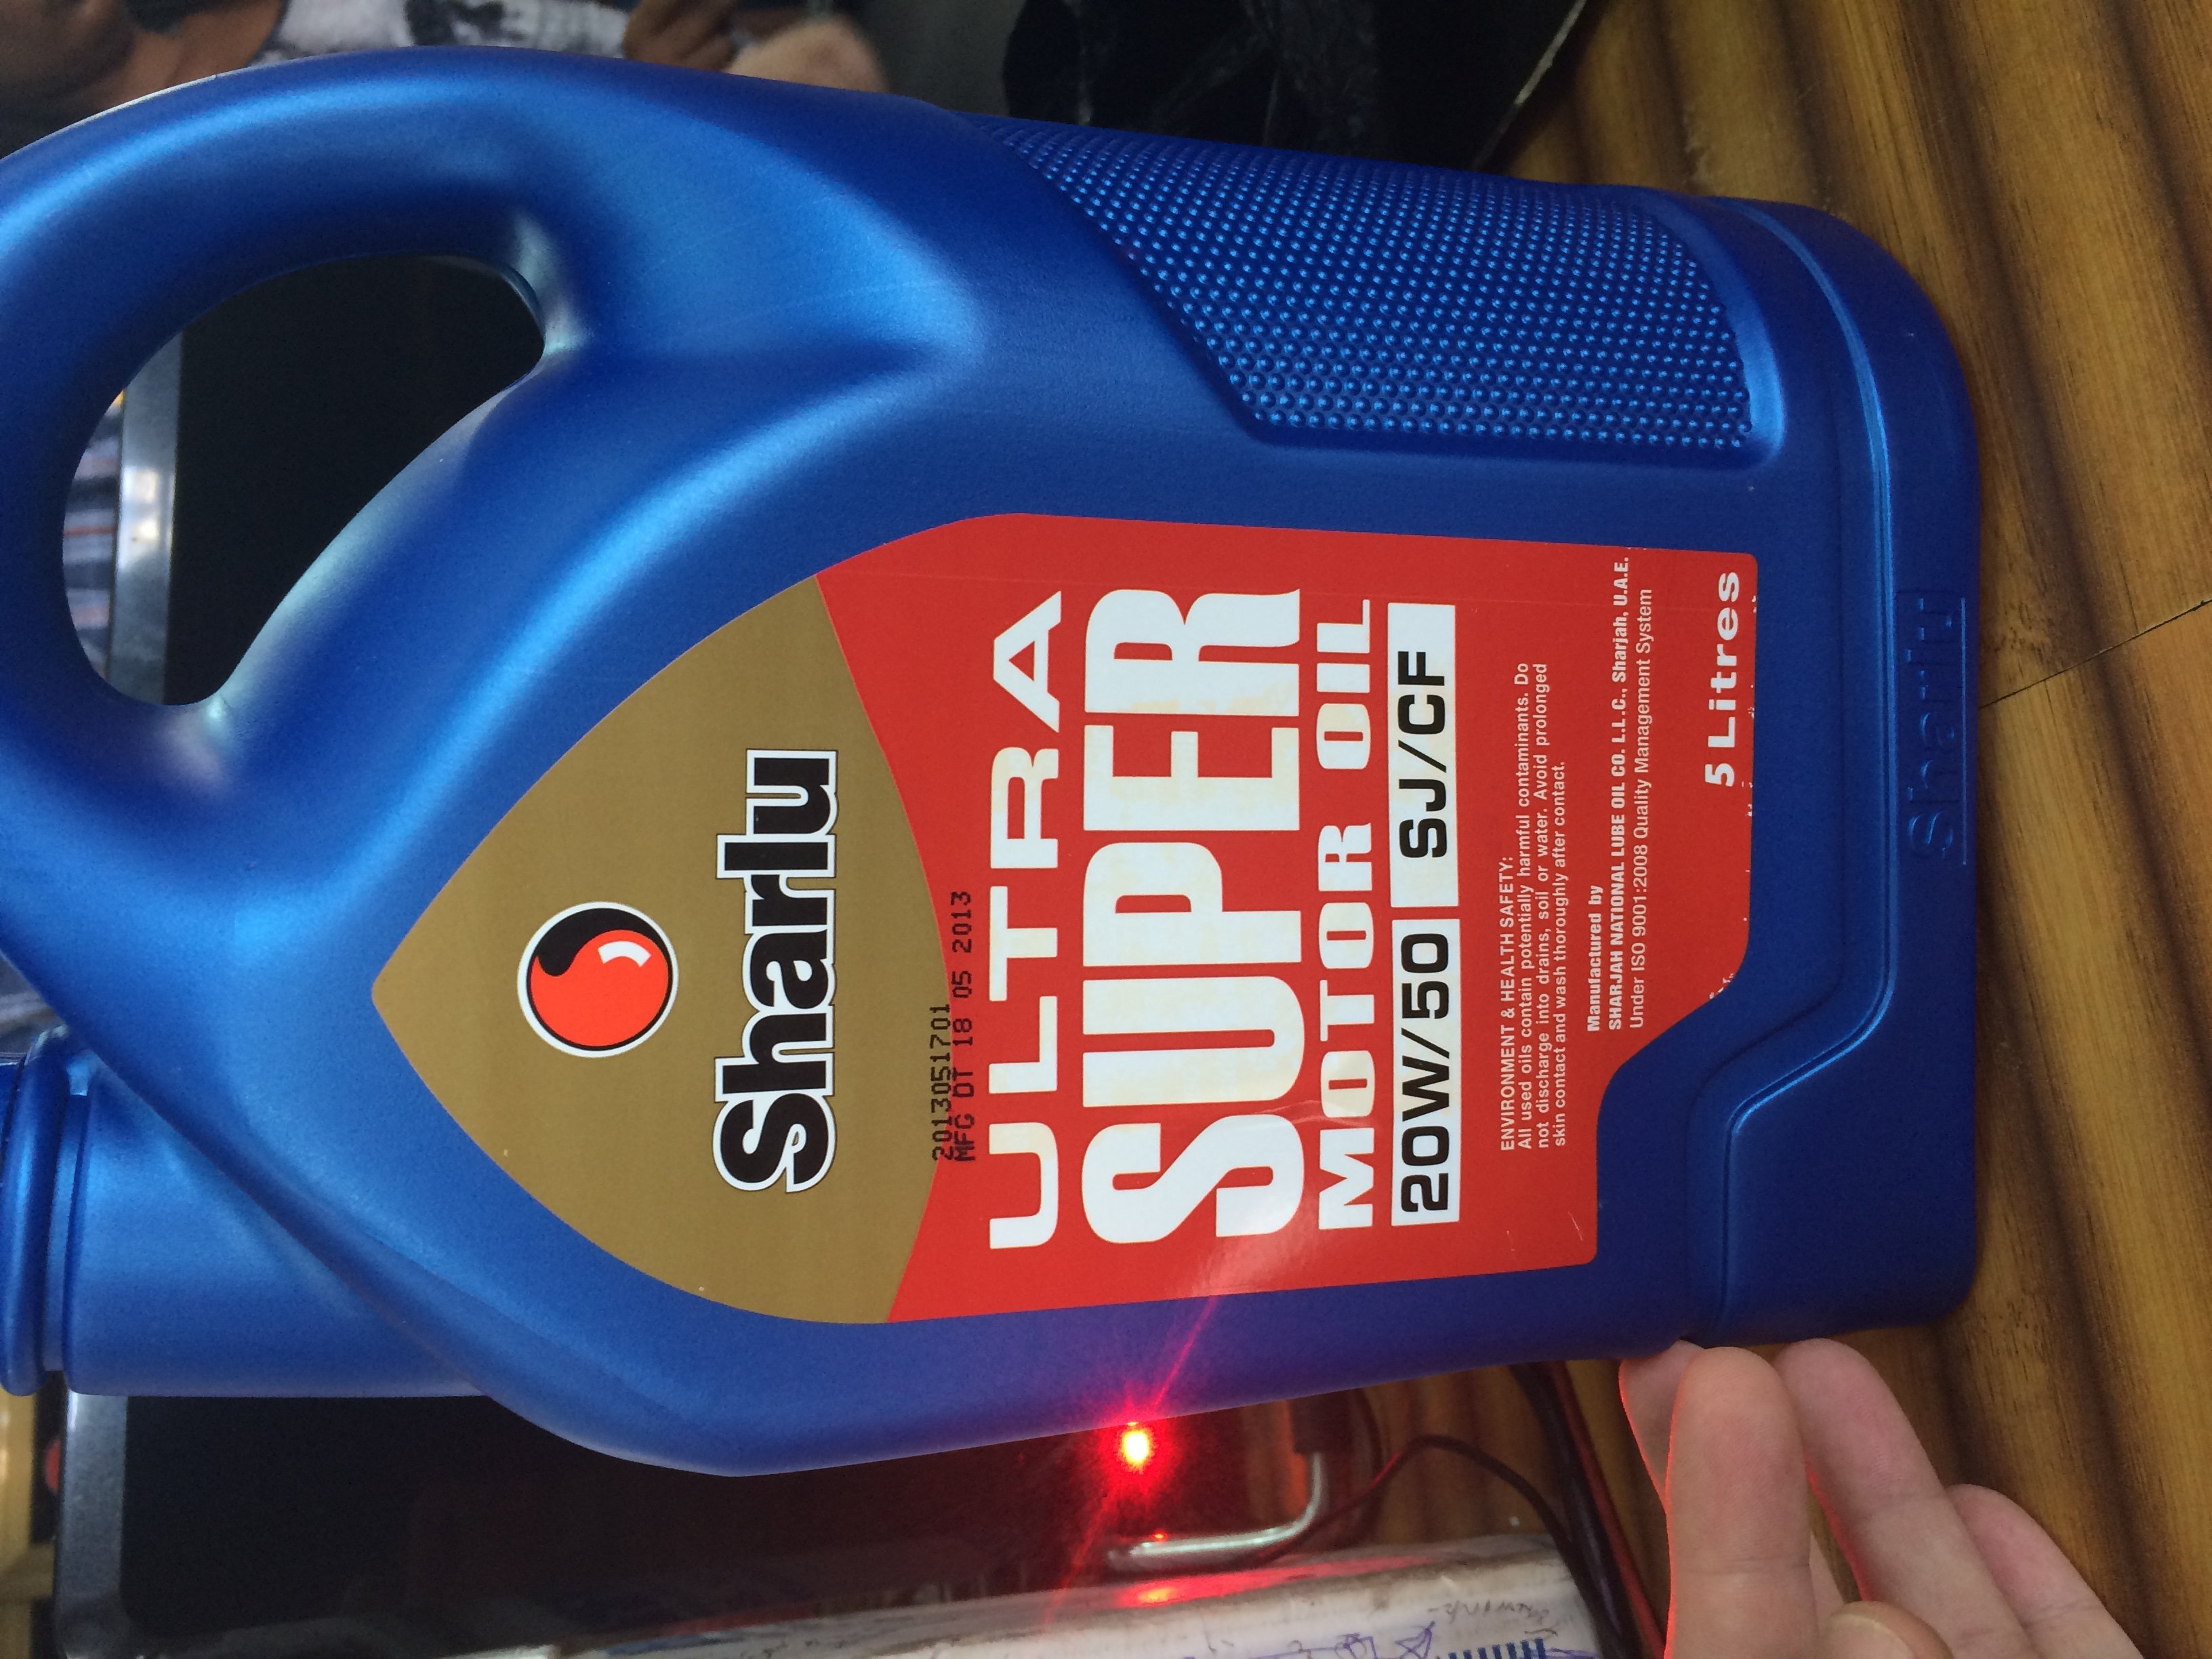 Sharlu
2013051701
MFG DT 18 05 2013
ULTRA
SUPER
MOTOR OIL
20W/50 SJ/CF
ENVIRONMENT & HEALTH SAFETY:
All used oils contain potentially harmful contaminants. Do
not discharge into drains, soil or water. Avoid prolonged
skin contact and wash thoroughly after contact.
Manufactured by
SHARJAH NATIONAL LUBE OIL CO. L.L.C., Sharjah, U.A.E.
Under ISO 9001:2008 Quality Management System
5 Litres
Sharlu